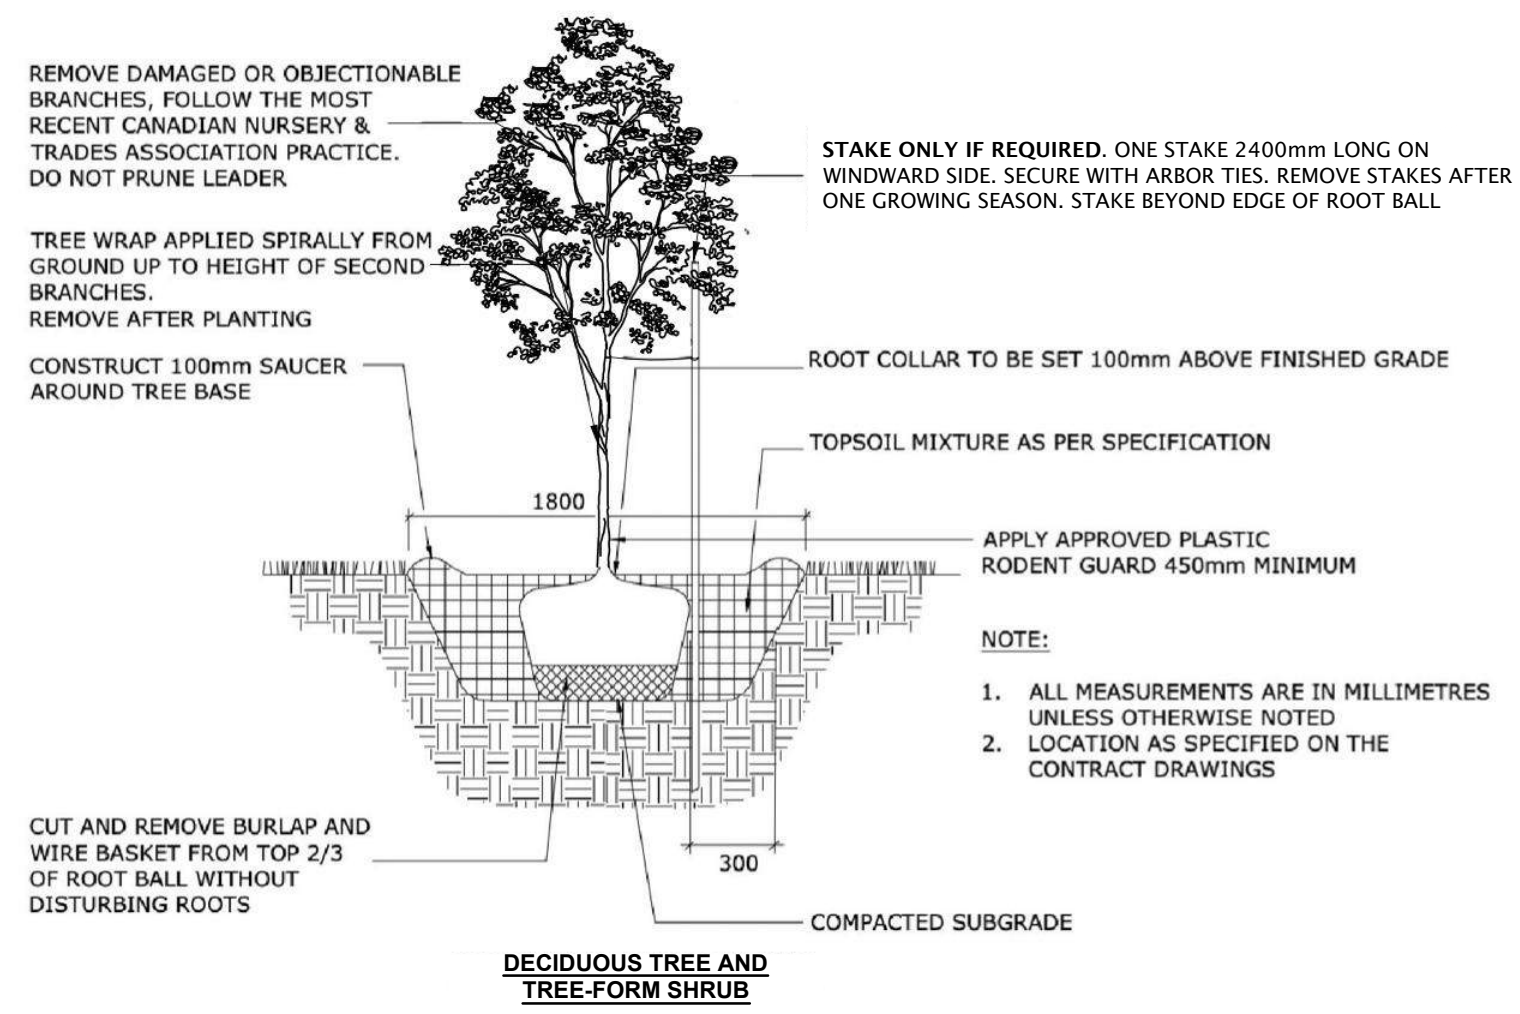 REMOVE DAMAGED OR OBJECTIONABLE
BRANCHES, FOLLOW THE MOST
RECENT CANADIAN NURSERY &
TRADES ASSOCIATION PRACTICE.
DO NOT PRUNE LEADER
TREE WRAP APPLIED SPIRALLY FROM
GROUND UP TO HEIGHT OF SECOND
BRANCHES.
REMOVE AFTER PLANTING
CONSTRUCT 100mm SAUCER
AROUND TREE BASE
STAKE ONLY IF REQUIRED. ONE STAKE 2400mm LONG ON
WINDWARD SIDE. SECURE WITH ARBOR TIES. REMOVE STAKES AFTER
ONE GROWING SEASON. STAKE BEYOND EDGE OF ROOT BALL
ROOT COLLAR TO BE SET 100mm ABOVE FINISHED GRADE
TOPSOIL MIXTURE AS PER SPECIFICATION
1800
APPLY APPROVED PLASTIC
RODENT GUARD 450mm MINIMUM
NOTE:
1. ALL MEASUREMENTS ARE IN MILLIMETRES
UNLESS OTHERWISE NOTED
2. LOCATION AS SPECIFIED ON THE
CONTRACT DRAWINGS
CUT AND REMOVE BURLAP AND
WIRE BASKET FROM TOP 2/3
OF ROOT BALL WITHOUT
DISTURBING ROOTS
300
COMPACTED SUBGRADE
DECIDUOUS TREE AND
TREE-FORM SHRUB